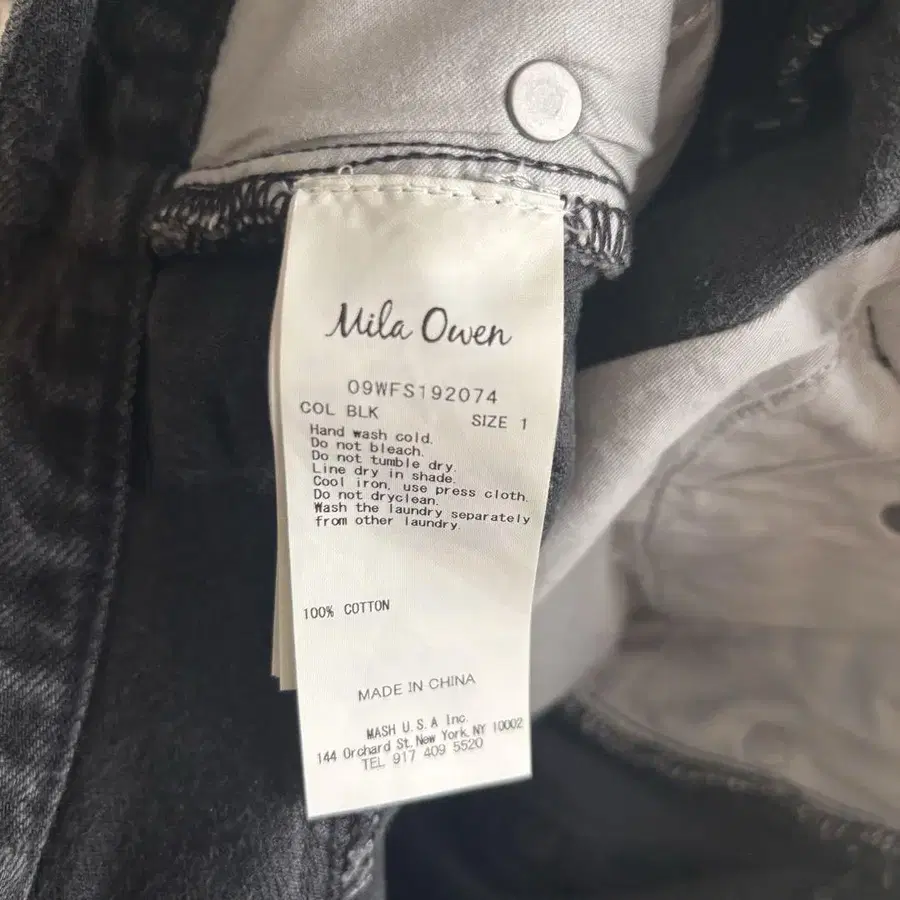 Mila Owen
09WFS192074
COL BLK SIZE 1
Hand wash cold.
Do not bleach.
Do not tumble dry.
Line dry in shade.
Cool iron, use press cloth.
Do not dryclean.
Wash the laundry separately
from other laundry.
100% COTTON
MADE IN CHINA
MASH U.S.A Inc.
144 Orchard St, New York, NY 10002
TEL 917 409 5520